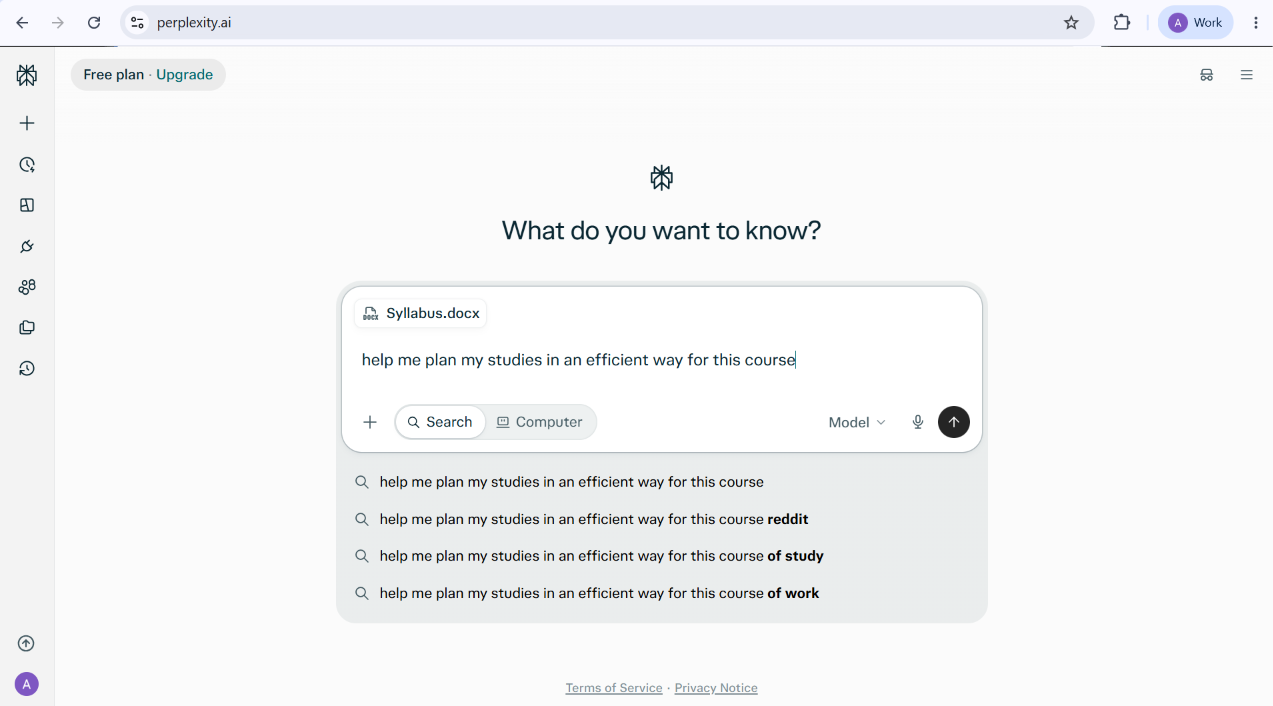 perplexity.ai
A Work
Free plan · Upgrade
What do you want to know?
DOCX Syllabus.docx
help me plan my studies in an efficient way for this course
Search Computer Model
help me plan my studies in an efficient way for this course
help me plan my studies in an efficient way for this course reddit
help me plan my studies in an efficient way for this course of study
help me plan my studies in an efficient way for this course of work
A
Terms of Service · Privacy Notice